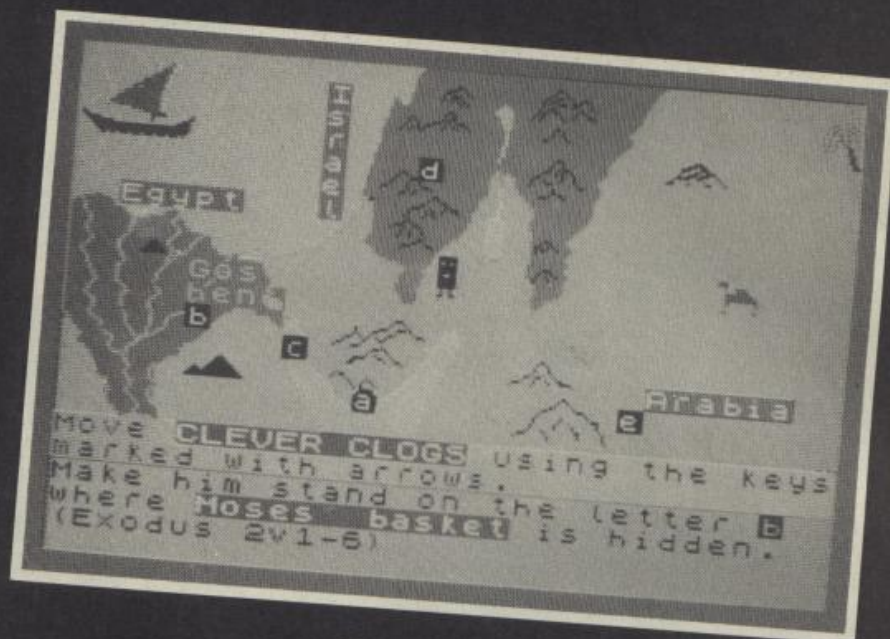 Israel
d
Egypt
Gos
hen
b
c
a
Arabia
e
Move CLEVER CLOGS using the keys
marked with arrows.
Make him stand on the letter b
where Moses basket is hidden.
(Exodus 2v1-6)